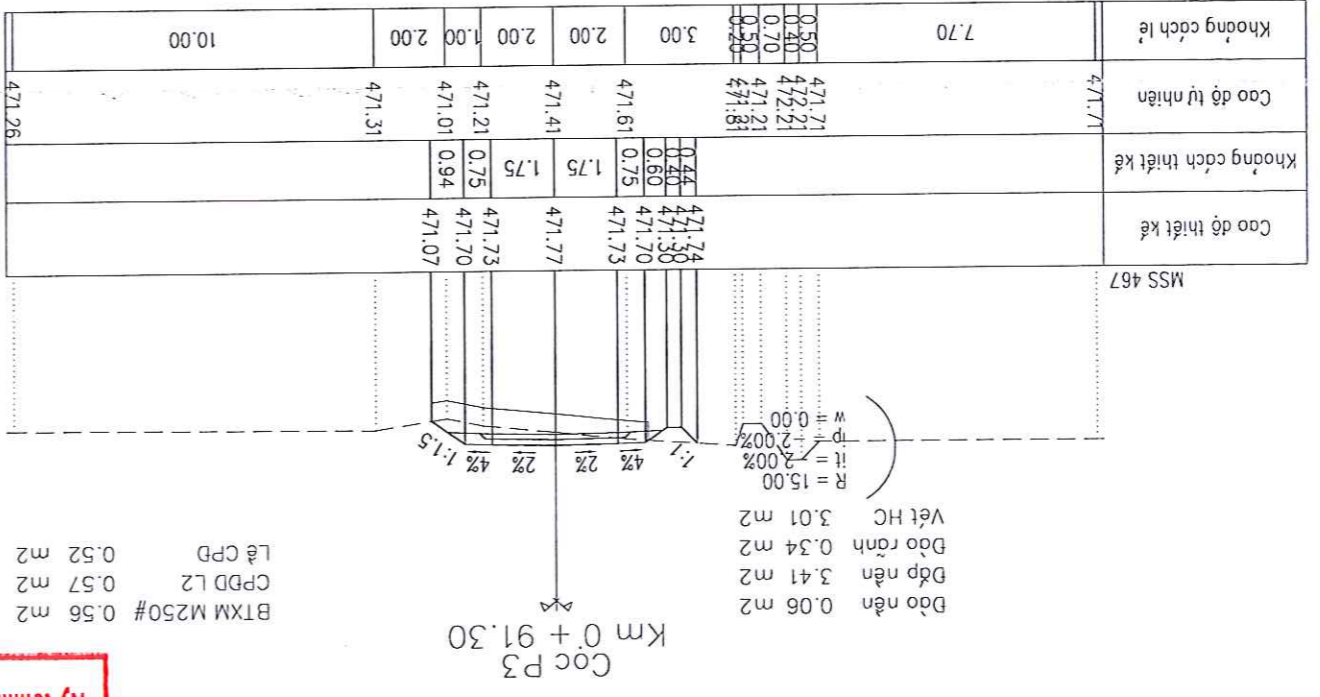 Cọc P3
Km 0 + 91.30
Đào nền 0.06 m2
Đắp nền 3.41 m2
Đào rãnh 0.34 m2
Vét HC 3.01 m2
BTXM M250# 0.56 m2
CPDD L2 0.57 m2
Lề CPD 0.52 m2
R = 15.00
it = 2.00%
ip = -2.00%
w = 0.00
1:1 4% 2% 2% 4% 1:1.5
MSS 467
Cao độ thiết kế 471.74 471.30 471.30 471.70 471.73 471.77 471.73 471.70 471.07
Khoảng cách thiết kế 0.44 0.40 0.60 0.75 1.75 1.75 0.75 0.94
Cao độ tự nhiên 471.71 471.71 472.21 472.21 471.21 471.61 471.41 471.21 471.01 471.31 471.26
Khoảng cách lẻ 7.70 0.50 0.40 0.70 0.50 0.20 3.00 2.00 2.00 1.00 2.00 10.00